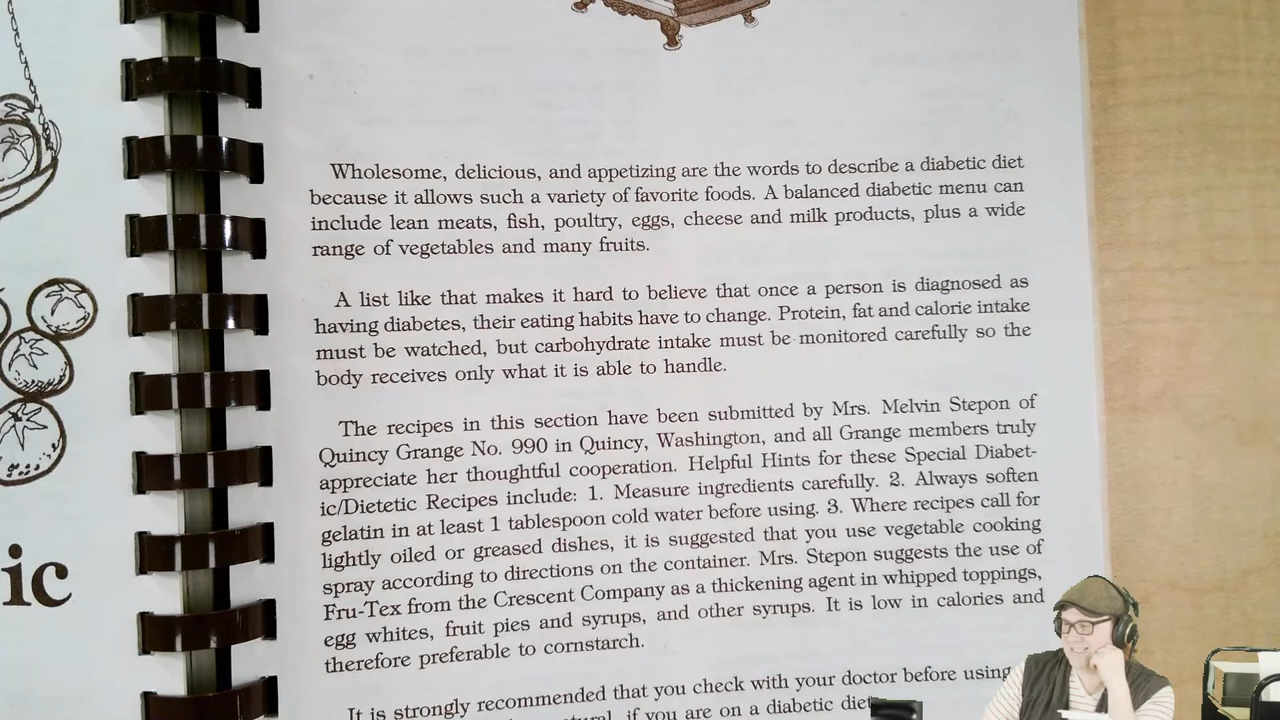 Wholesome, delicious, and appetizing are the words to describe a diabetic diet
because it allows such a variety of favorite foods. A balanced diabetic menu can
include lean meats, fish, poultry, eggs, cheese and milk products, plus a wide
range of vegetables and many fruits.
A list like that makes it hard to believe that once a person is diagnosed as
having diabetes, their eating habits have to change. Protein, fat and calorie intake
must be watched, but carbohydrate intake must be monitored carefully so the
body receives only what it is able to handle.
The recipes in this section have been submitted by Mrs. Melvin Stepon of
Quincy Grange No. 990 in Quincy, Washington, and all Grange members truly
appreciate her thoughtful cooperation. Helpful Hints for these Special Diabet-
ic/Dietetic Recipes include: 1. Measure ingredients carefully. 2. Always soften
gelatin in at least 1 tablespoon cold water before using. 3. Where recipes call for
lightly oiled or greased dishes, it is suggested that you use vegetable cooking
spray according to directions on the container. Mrs. Stepon suggests the use of
Fru-Tex from the Crescent Company as a thickening agent in whipped toppings,
egg whites, fruit pies and syrups, and other syrups. It is low in calories and
therefore preferable to cornstarch.
It is strongly recommended that you check with your doctor before using
if you are on a diabetic diet
ic